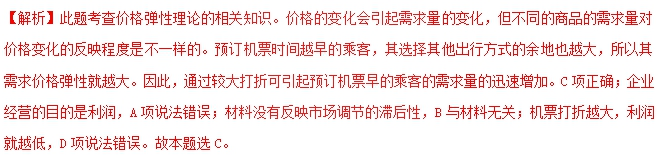 【解析】此题考查价格弹性理论的相关知识。价格的变化会引起需求量的变化，但不同的商品的需求量对
价格变化的反映程度是不一样的。预订机票时间越早的乘客，其选择其他出行方式的余地也越大，所以其
需求价格弹性就越大。因此，通过较大打折可引起预订机票早的乘客的需求量的迅速增加。C 项正确；企业
经营的目的是利润，A 项说法错误；材料没有反映市场调节的滞后性，B 与材料无关；机票打折越大，利润
就越低，D 项说法错误。故本题选 C。